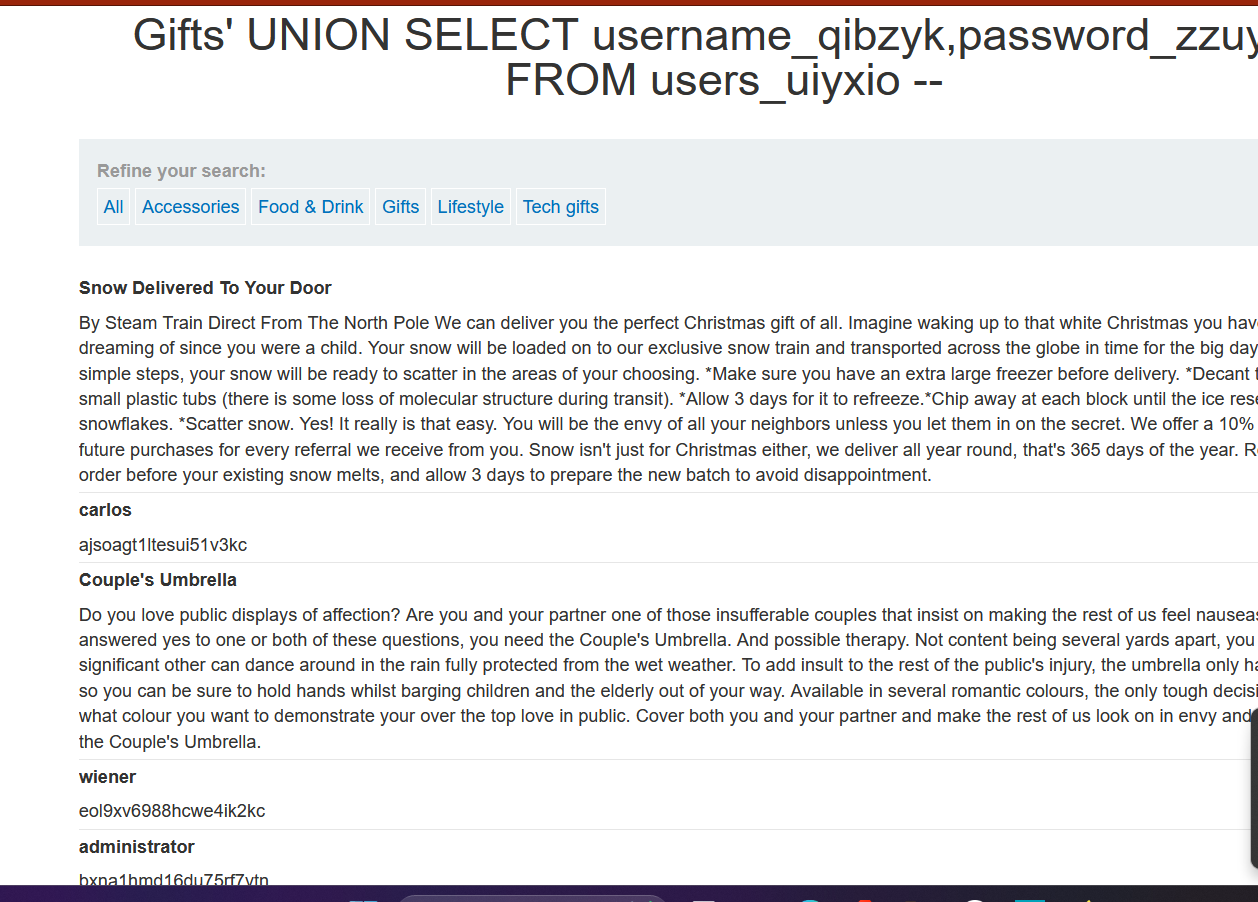 Gifts' UNION SELECT username_qibzyk,password_zzuy
FROM users_uiyxio --
Refine your search:
All Accessories Food & Drink Gifts Lifestyle Tech gifts
Snow Delivered To Your Door
By Steam Train Direct From The North Pole We can deliver you the perfect Christmas gift of all. Imagine waking up to that white Christmas you have
dreaming of since you were a child. Your snow will be loaded on to our exclusive snow train and transported across the globe in time for the big day
simple steps, your snow will be ready to scatter in the areas of your choosing. *Make sure you have an extra large freezer before delivery. *Decant
small plastic tubs (there is some loss of molecular structure during transit). *Allow 3 days for it to refreeze.*Chip away at each block until the ice rese
snowflakes. *Scatter snow. Yes! It really is that easy. You will be the envy of all your neighbors unless you let them in on the secret. We offer a 10%
future purchases for every referral we receive from you. Snow isn't just for Christmas either, we deliver all year round, that's 365 days of the year. R
order before your existing snow melts, and allow 3 days to prepare the new batch to avoid disappointment.
carlos
ajsoagt1ltesui51v3kc
Couple's Umbrella
Do you love public displays of affection? Are you and your partner one of those insufferable couples that insist on making the rest of us feel nauseas
answered yes to one or both of these questions, you need the Couple's Umbrella. And possible therapy. Not content being several yards apart, you
significant other can dance around in the rain fully protected from the wet weather. To add insult to the rest of the public's injury, the umbrella only ha
so you can be sure to hold hands whilst barging children and the elderly out of your way. Available in several romantic colours, the only tough decisi
what colour you want to demonstrate your over the top love in public. Cover both you and your partner and make the rest of us look on in envy and
the Couple's Umbrella.
wiener
eol9xv6988hcwe4ik2kc
administrator
bxna1hmd16du75rf7vtn